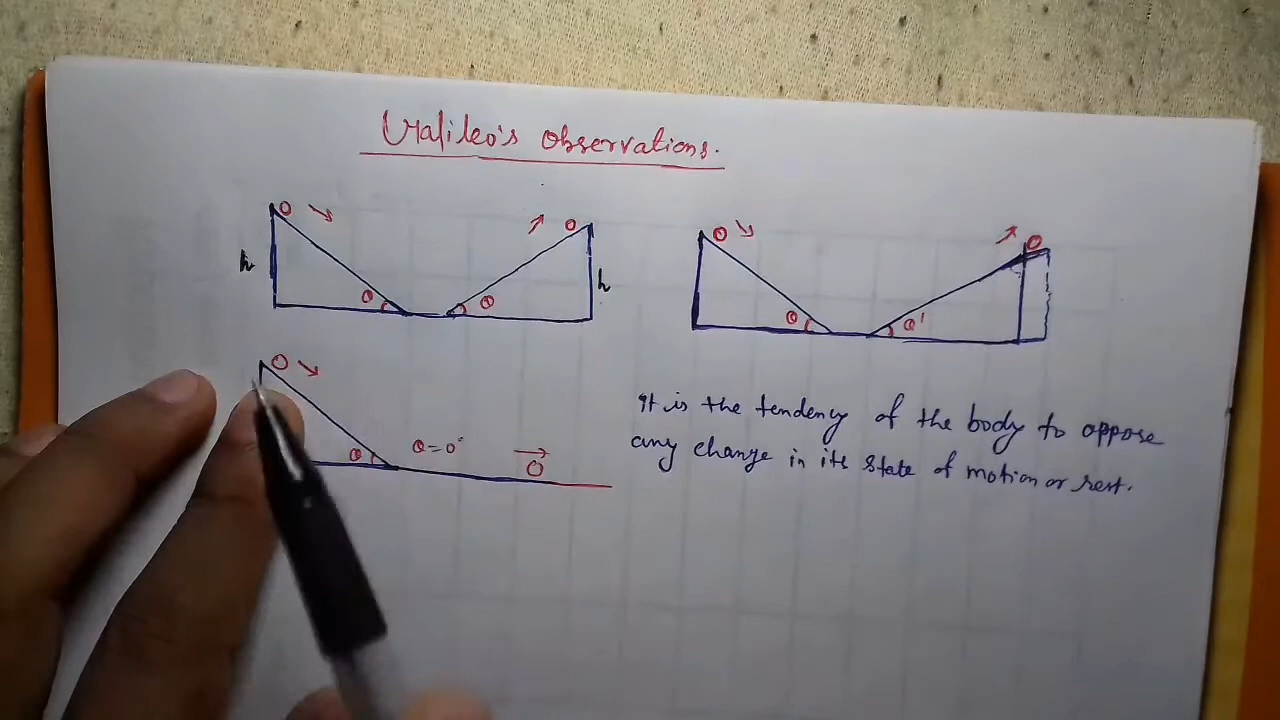 Galileo's observations.
h θ θ h
θ θ'
θ θ=0°
It is the tendency of the body to oppose
any change in its state of motion or rest.